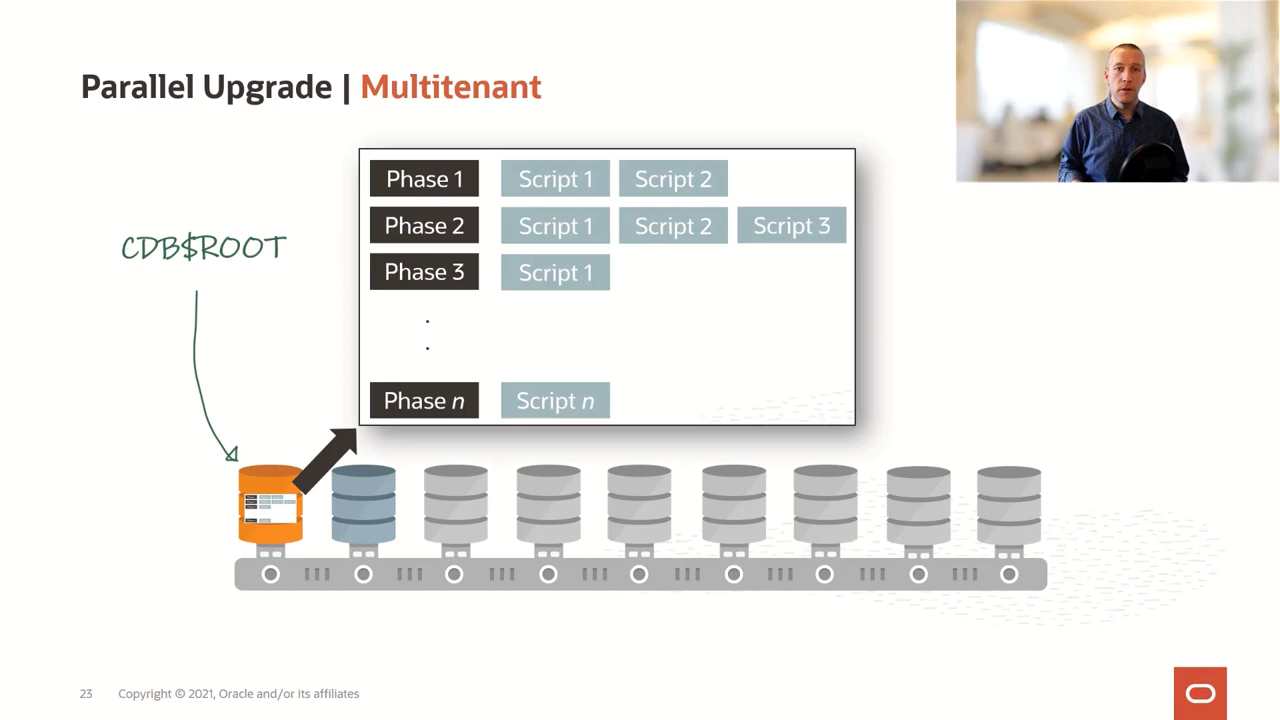 Parallel Upgrade | Multitenant
Phase 1 Script 1 Script 2
Phase 2 Script 1 Script 2 Script 3
Phase 3 Script 1
.
.
Phase n Script n
CDB$ROOT
23 Copyright © 2021, Oracle and/or its affiliates